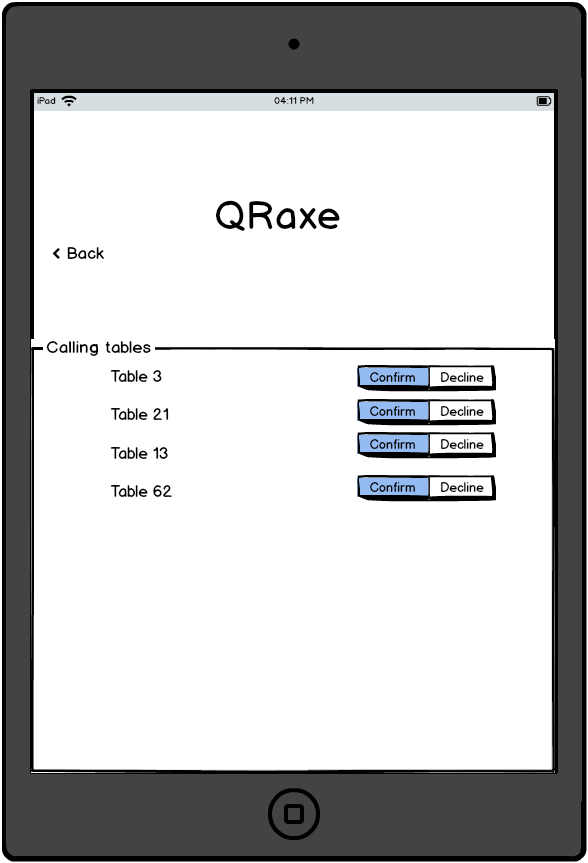 iPad 04:11 PM
QRaxe
Back
Calling tables
Table 3 Confirm Decline
Table 21 Confirm Decline
Table 13 Confirm Decline
Table 62 Confirm Decline